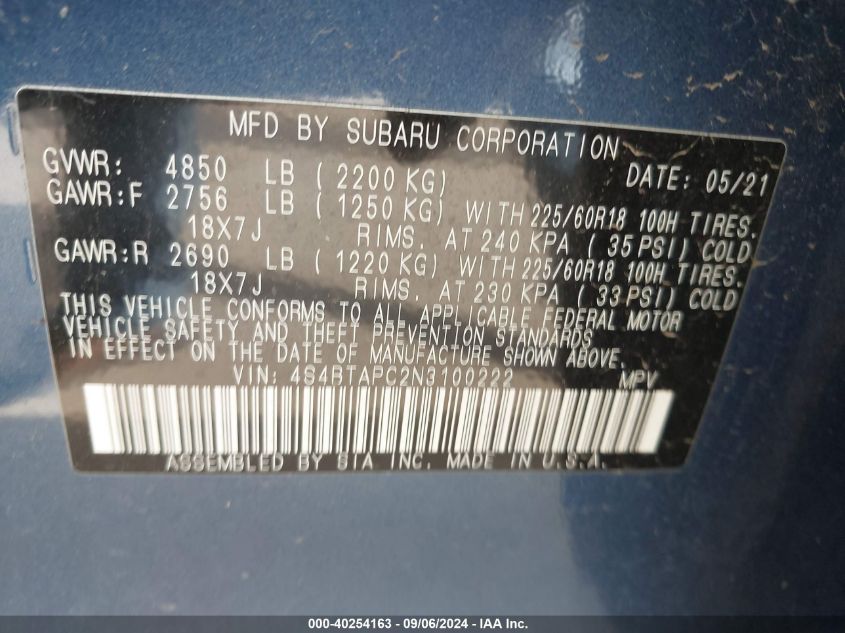 MFD BY SUBARU CORPORATION
GVWR: 4850 LB ( 2200 KG) DATE: 05/21
GAWR:F 2756 LB ( 1250 KG) WITH 225/60R18 100H TIRES.
18X7J RIMS. AT 240 KPA ( 35 PSI) COLD
GAWR:R 2690 LB ( 1220 KG) WITH 225/60R18 100H TIRES.
18X7J RIMS. AT 230 KPA ( 33 PSI) COLD
THIS VEHICLE CONFORMS TO ALL APPLICABLE FEDERAL MOTOR
VEHICLE SAFETY AND THEFT PREVENTION STANDARDS
IN EFFECT ON THE DATE OF MANUFACTURE SHOWN ABOVE.
VIN: 4S4BTAPC2N3100222 MPV
ASSEMBLED BY SIA INC. MADE IN U.S.A.
000-40254163 - 09/06/2024 - IAA Inc.